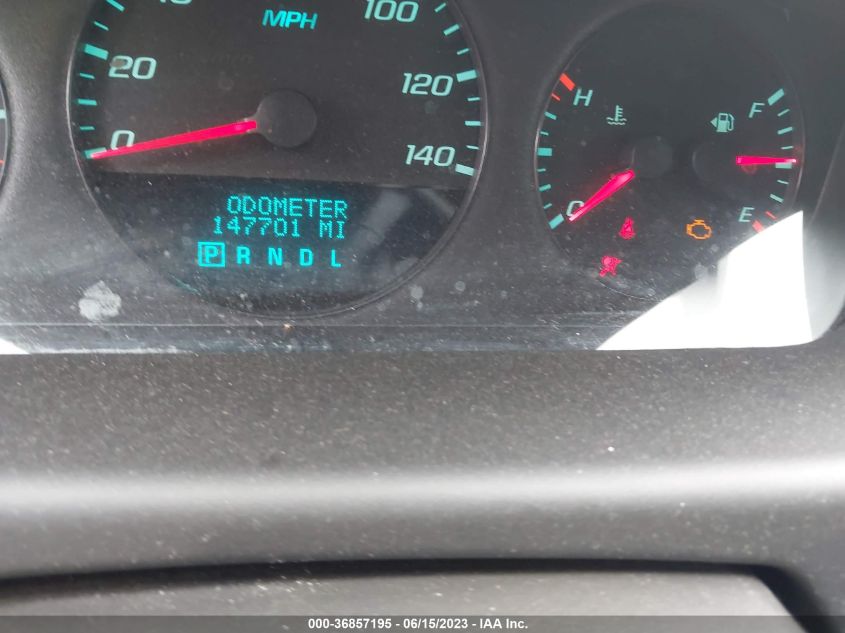 MPH
100
20
120
0
140
H
F
C
E
ODOMETER
147701 MI
P R N D L
000-36857195 - 06/15/2023 - IAA Inc.